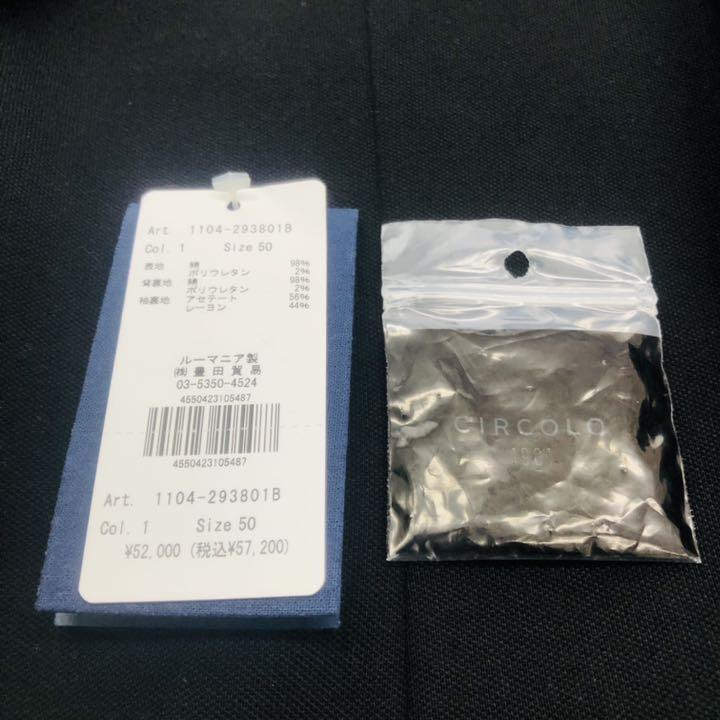 Art. 1104-293801B
Col. 1 Size 50
表地 綿 98%
ポリウレタン 2%
背裏地 綿 98%
ポリウレタン 2%
袖裏地 アセテート 56%
レーヨン 44%
ルーマニア製
㈱豊田貿易
03-5350-4524
4550423105487
4550423105487
Art. 1104-293801B
Col. 1 Size 50
¥52,000 (税込¥57,200)
CIRCOLO
1901